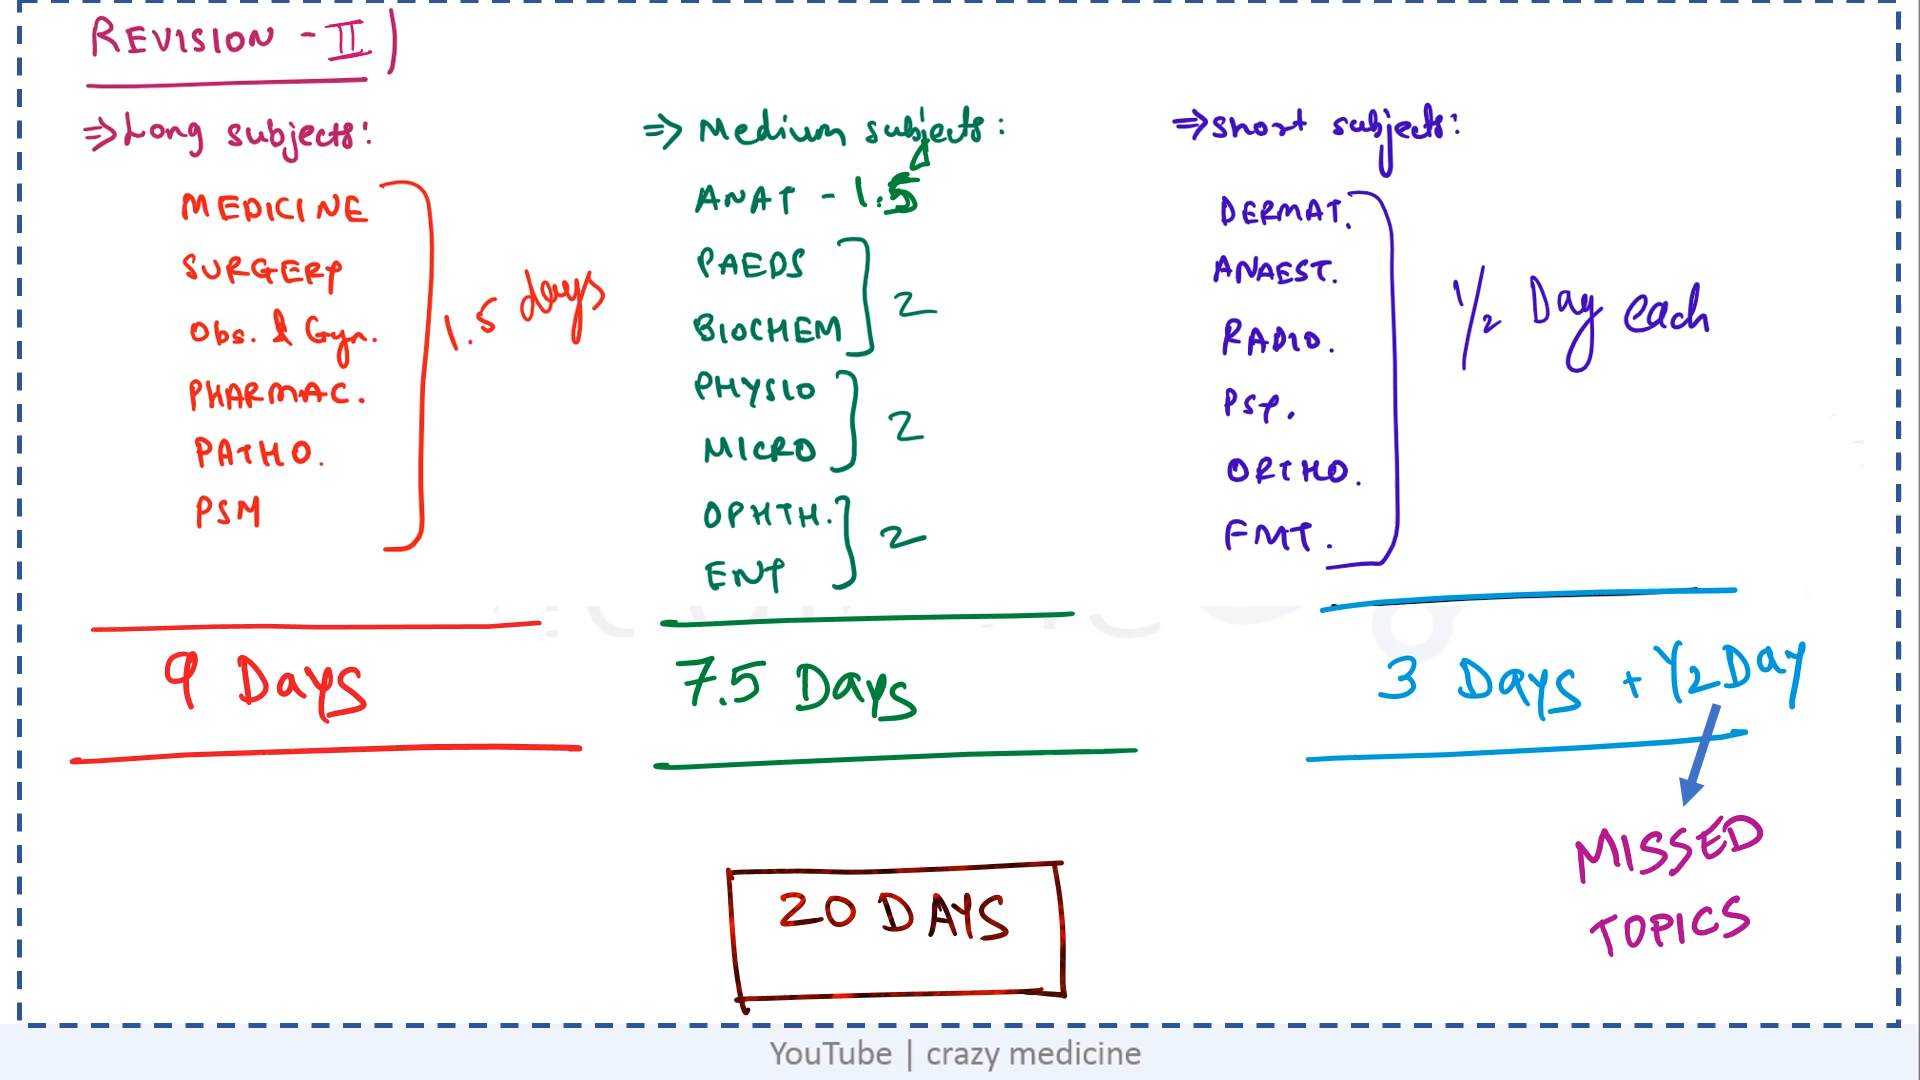 REVISION - II)
⇒ Long subjects:
MEDICINE
SURGERY
Obs. & Gyn.
PHARMAC.
PATHO.
PSM
1.5 days
9 Days
⇒ Medium subjects:
ANAT - 1.5
PAEDS
BIOCHEM
2
PHYSIO
MICRO
2
OPHTH.
ENT
2
7.5 Days
⇒ Short subjects:
DERMAT.
ANAEST.
RADIO.
PSY.
ORTHO.
FMT.
1/2 Day each
3 Days + 1/2 Day
MISSED
TOPICS
20 DAYS
YouTube | crazy medicine